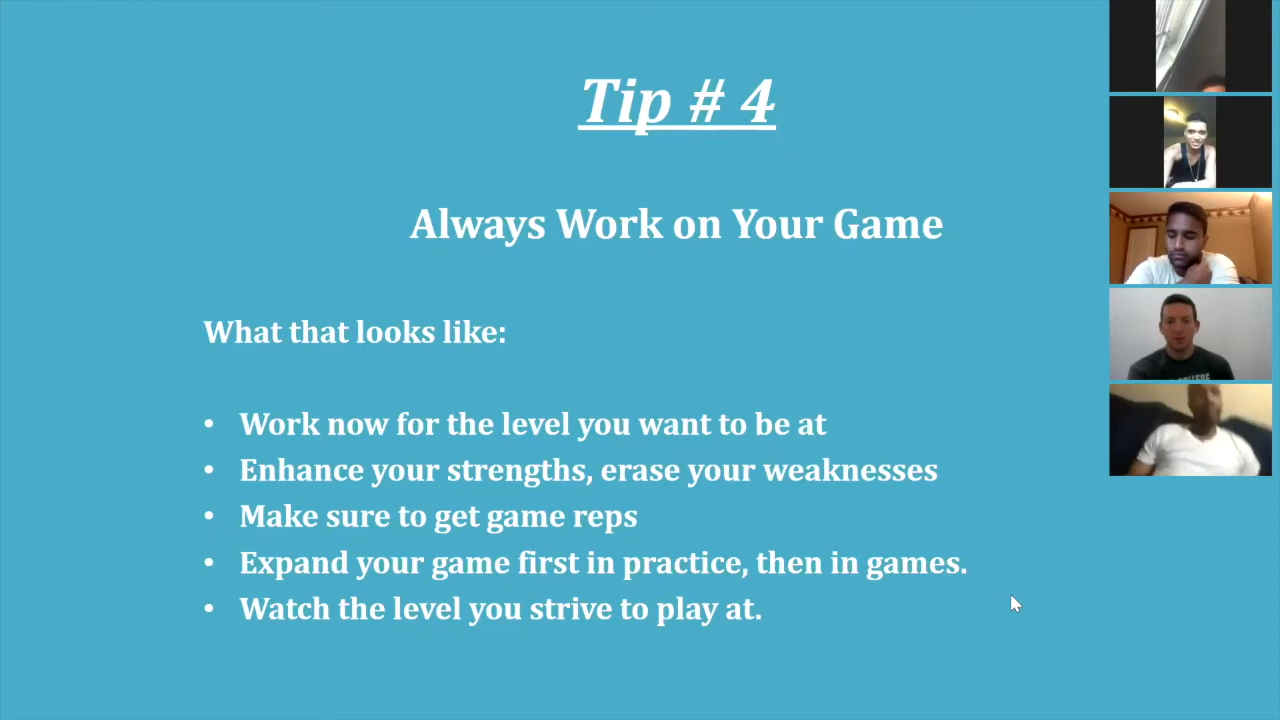 Tip # 4
Always Work on Your Game
What that looks like:
• Work now for the level you want to be at
• Enhance your strengths, erase your weaknesses
• Make sure to get game reps
• Expand your game first in practice, then in games.
• Watch the level you strive to play at.